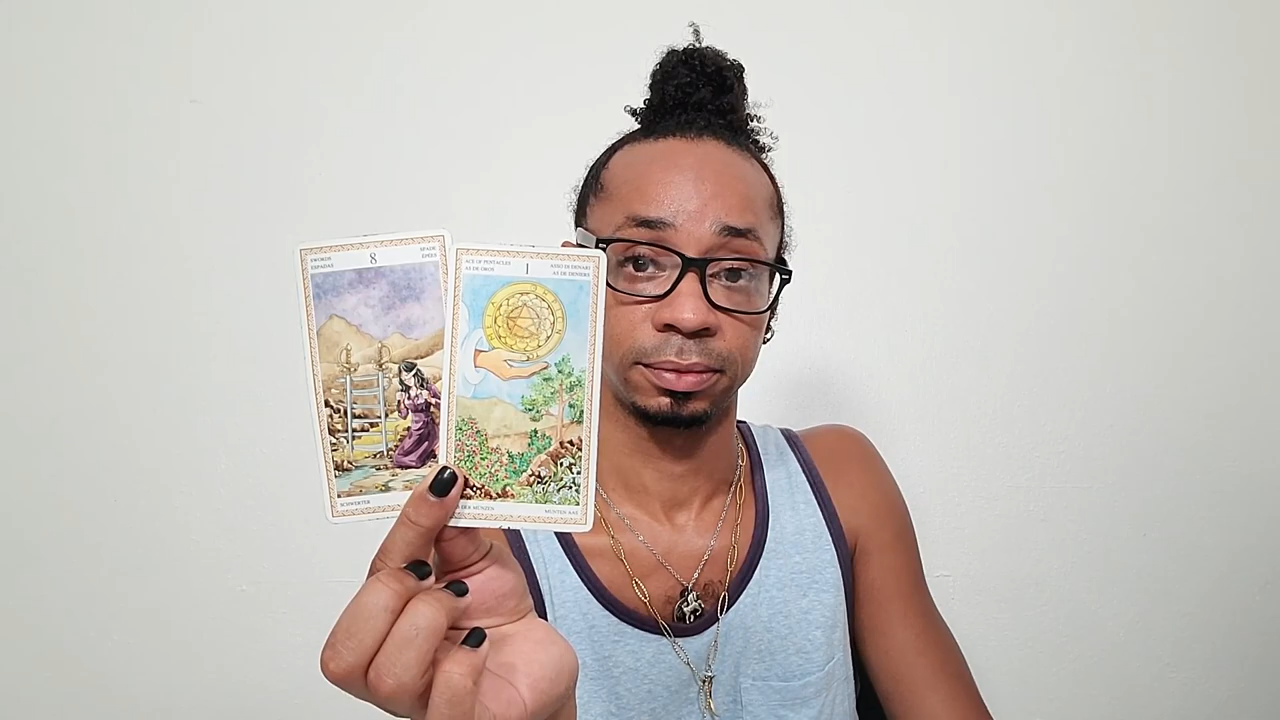 SWORDS
ESPADAS
8
SPADE
ÉPÉES
SCHWERTER
ACE OF PENTACLES
AS DE OROS
1
ASSO DI DENARI
AS DE DENIERS
DER MÜNZEN
MUNTEN AAS